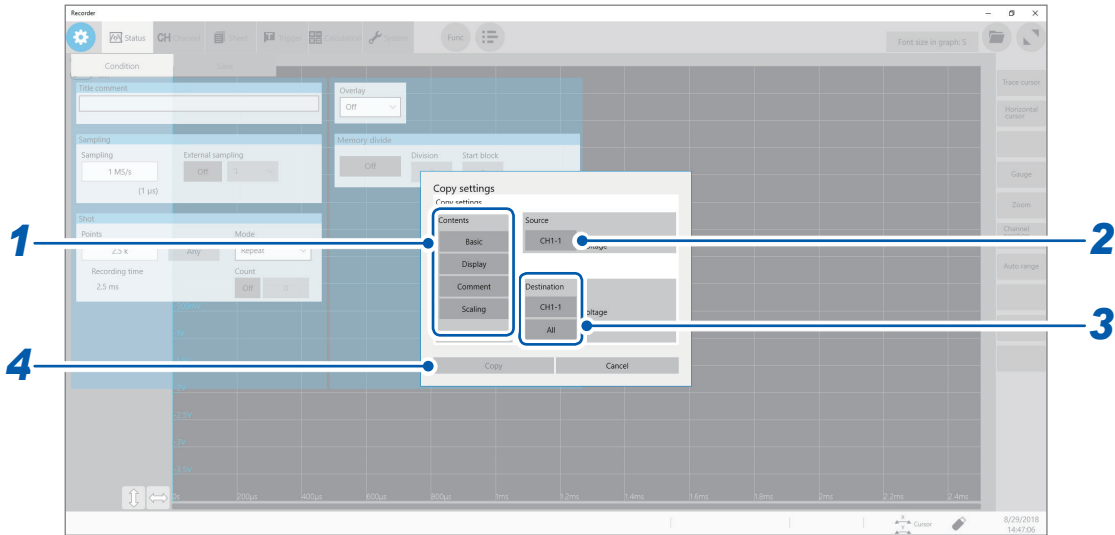 Recorder
Status CH Channel Sheet Trigger Calculation System Func Font size in graph: S
Condition View
Title comment
Overlay
Off
Trace cursor
Horizontal
cursor
Sampling
Memory divide
Sampling External sampling
1 MS/s Off
(1 µs)
Off Division Start block
Gauge
Zoom
Channel
Auto range
Shot
Points Mode
2.5 k Any Repeat
Recording time Count
2.5 ms Off
Copy settings
Copy settings
Contents Source
Basic CH1-1
Display
Comment Destination
Scaling CH1-1
All
Copy Cancel
1
2
3
4
-2.5V
-3V
-3.5V
0s 200µs 400µs 600µs 800µs 1ms 1.2ms 1.4ms 1.6ms 1.8ms 2ms 2.2ms 2.4ms
X
Y Cursor
8/29/2018
14:47:06